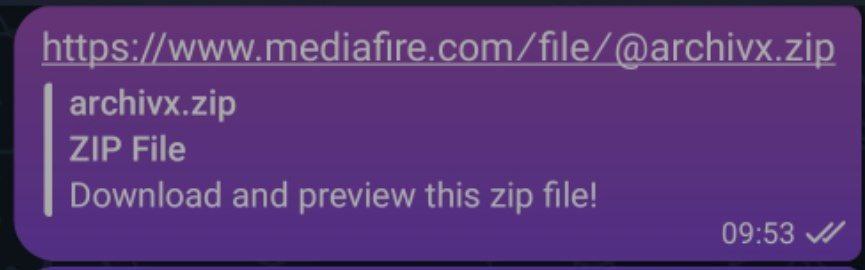 https://www.mediafire.com/file/@archivx.zip
archivx.zip
ZIP File
Download and preview this zip file!
09:53